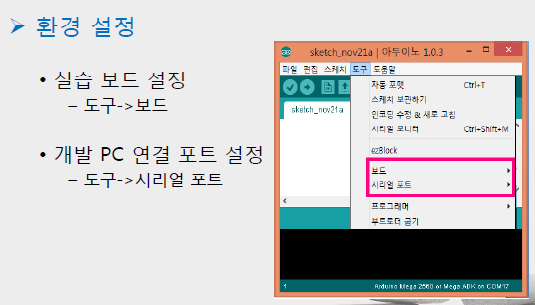 ➢ 환경 설정
• 실습 보드 설징
– 도구->보드
• 개발 PC 연결 포트 설정
– 도구->시리얼 포트
sketch_nov21a | 아두이노 1.0.3
파일 편집 스케치 도구 도움말
sketch_nov21a
자동 포맷 Ctrl+T
스케치 보관하기
인코딩 수정 & 새로 고침
시리얼 모니터 Ctrl+Shift+M
ezBlock
보드
시리얼 포트
프로그래머
부트로더 굽기
1 Arduino Mega 2560 or Mega ADK on COM17